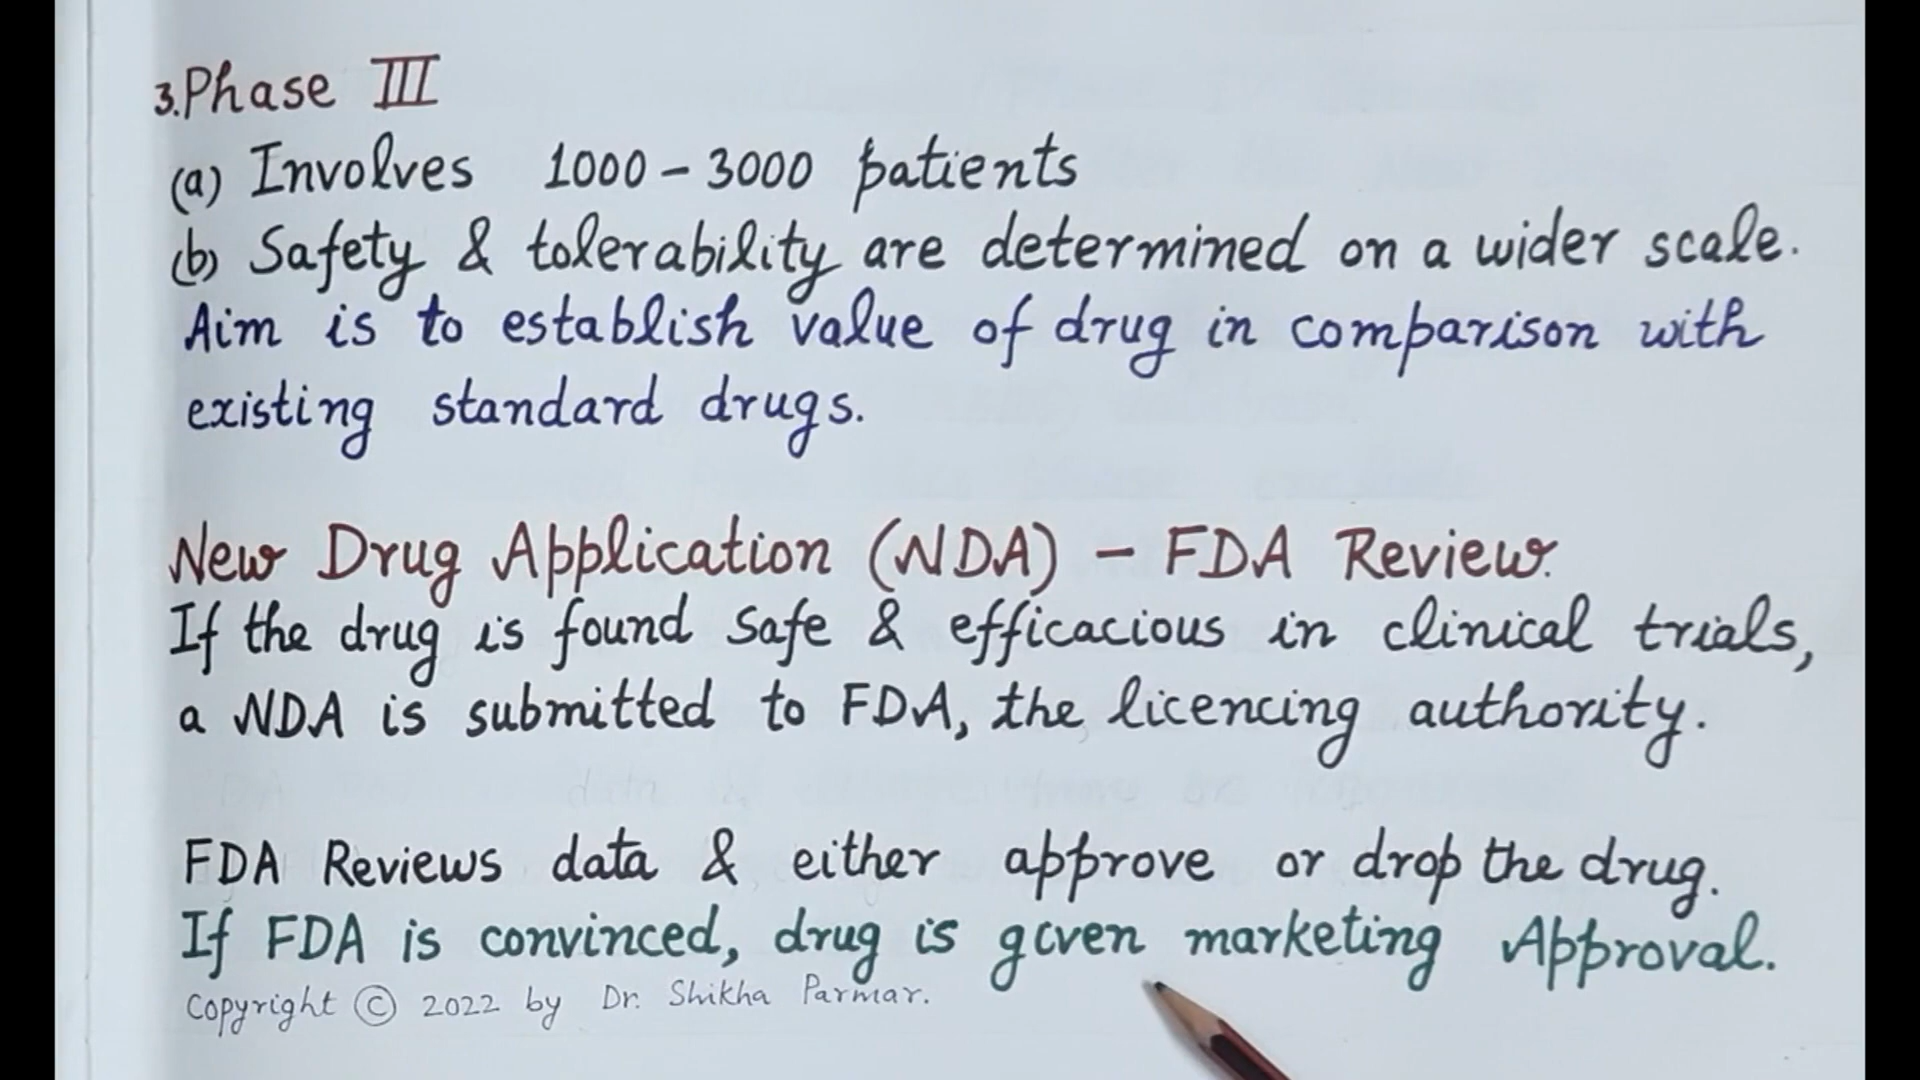 3.Phase III
(a) Involves 1000 - 3000 patients
(b) Safety & tolerability are determined on a wider scale.
Aim is to establish value of drug in comparison with
existing standard drugs.
New Drug Application (NDA) - FDA Review.
If the drug is found safe & efficacious in clinical trials,
a NDA is submitted to FDA, the licencing authority.
FDA Reviews data & either approve or drop the drug.
If FDA is convinced, drug is given marketing Approval.
Copyright © 2022 by Dr. Shikha Parmar.